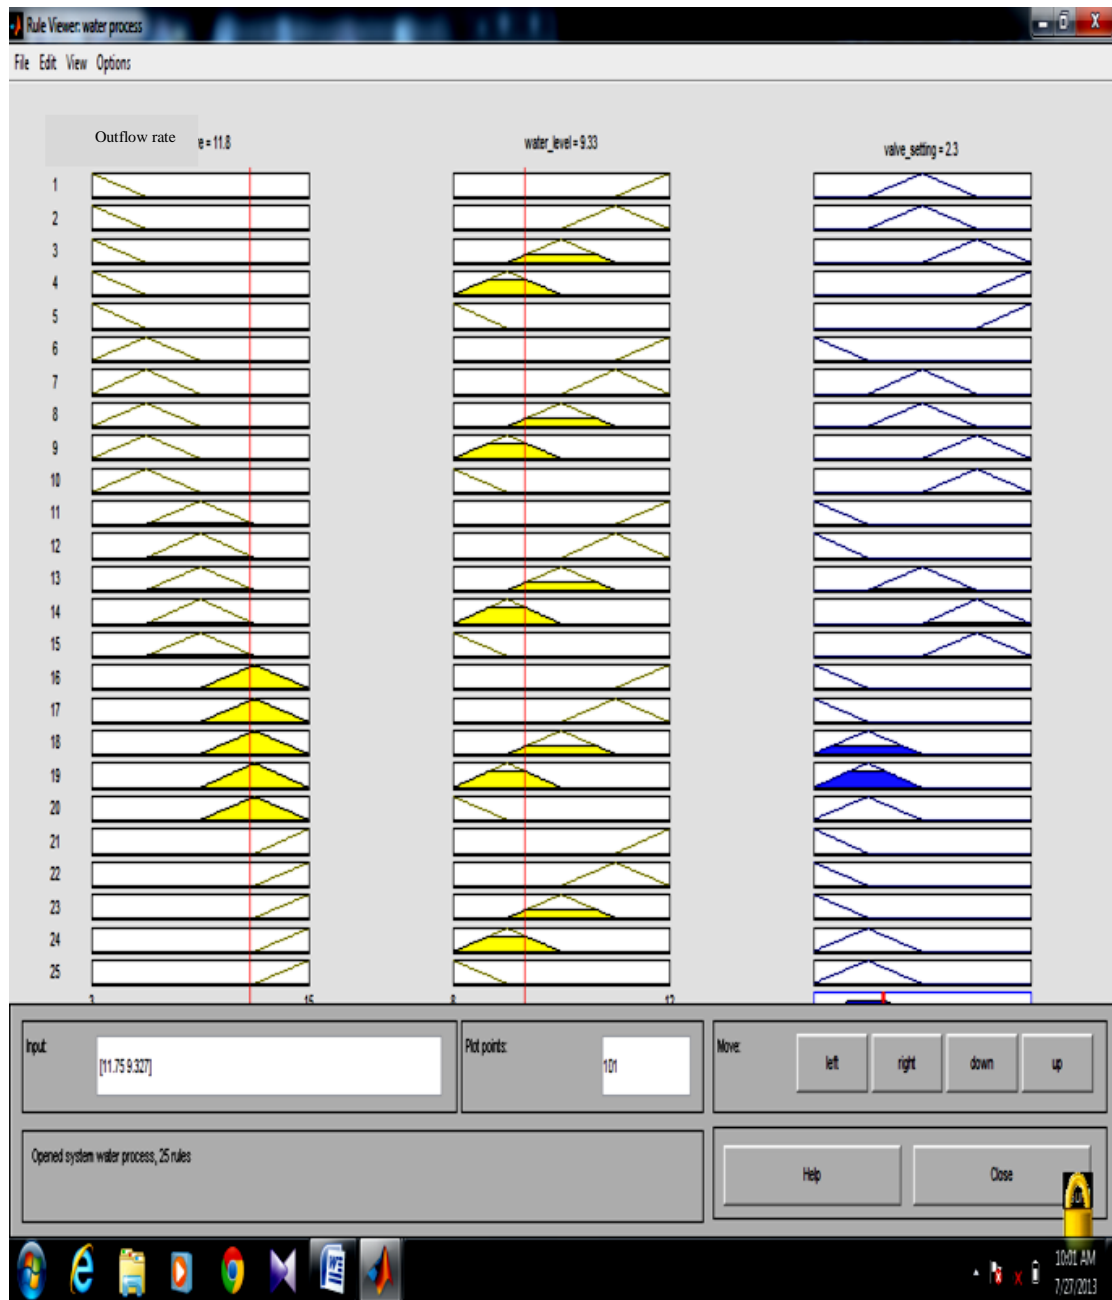 Rule Viewer: water process
File Edit View Options
Outflow rate
e = 11.8
water_level = 9.33
valve_setting = 2.3
1
2
3
4
5
6
7
8
9
10
11
12
13
14
15
16
17
18
19
20
21
22
23
24
25
3
15
8
12
Input:
[11.75 9.327]
Plot points:
101
Move:
left
right
down
up
Opened system water process, 25 rules
Help
Close
10:01 AM
7/27/2013